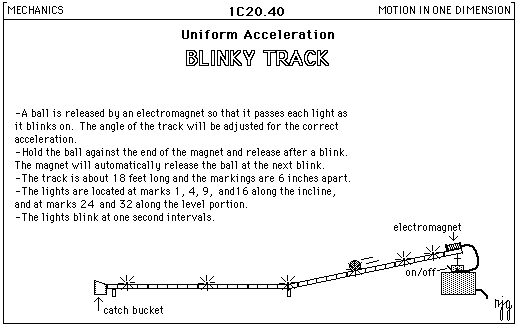 MECHANICS
1C20.40
MOTION IN ONE DIMENSION
Uniform Acceleration
BLINKY TRACK
-A ball is released by an electromagnet so that it passes each light as
it blinks on. The angle of the track will be adjusted for the correct
acceleration.
-Hold the ball against the end of the magnet and release after a blink.
The magnet will automatically release the ball at the next blink.
-The track is about 18 feet long and the markings are 6 inches apart.
-The lights are located at marks 1, 4, 9, and16 along the incline,
and at marks 24 and 32 along the level portion.
-The lights blink at one second intervals.
electromagnet
on/off
catch bucket
njg